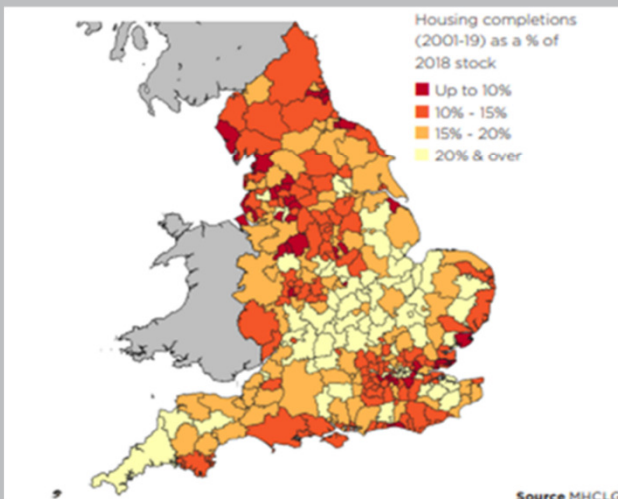 Housing completions
(2001-19) as a % of
2018 stock
Up to 10%
10% - 15%
15% - 20%
20% & over
Source MHCLG